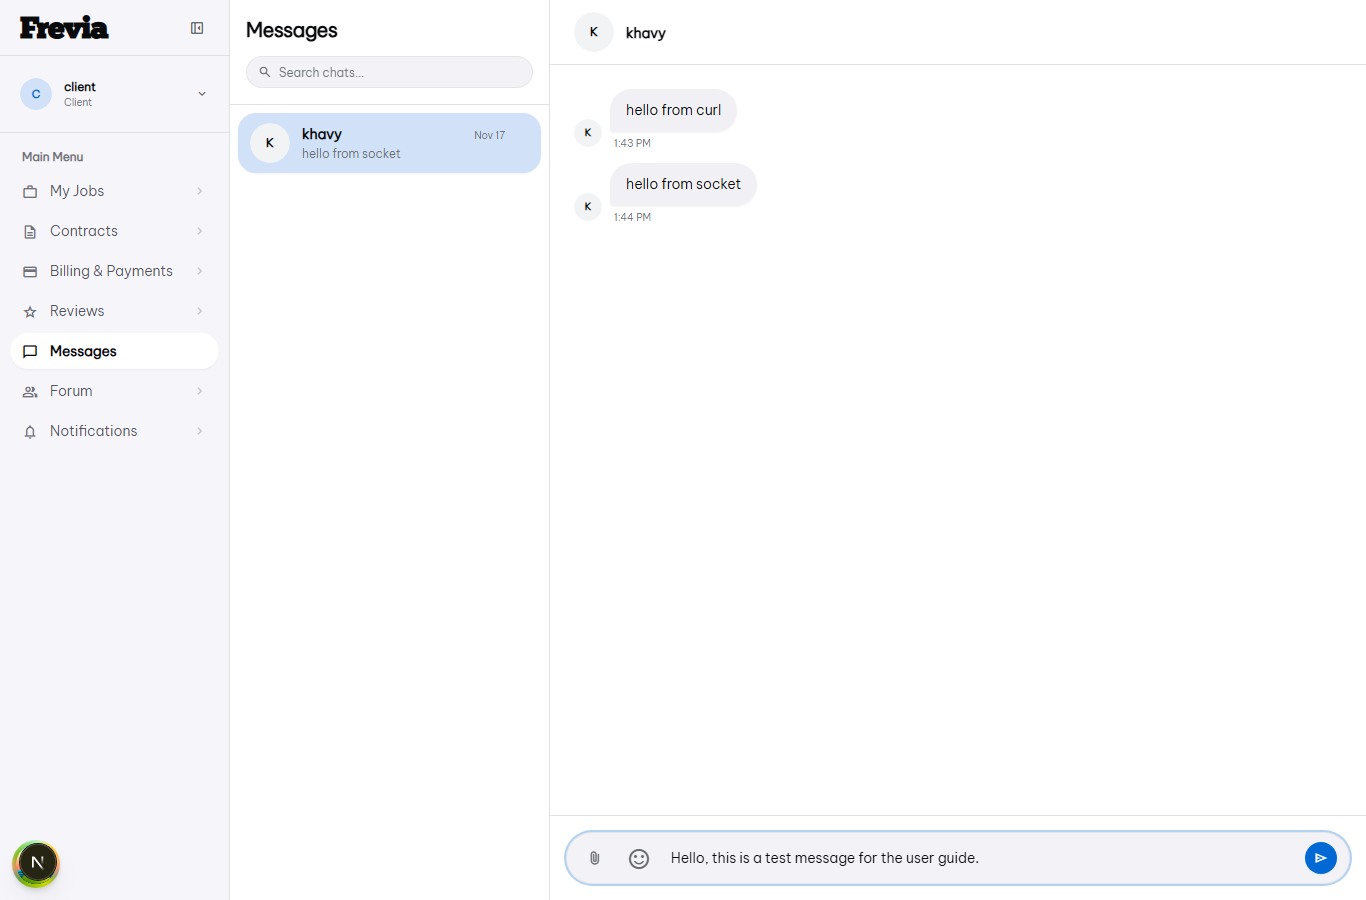 Frevia
C
client
Client
Main Menu
My Jobs
Contracts
Billing & Payments
Reviews
Messages
Forum
Notifications
N
Messages
Search chats...
K
khavy
Nov 17
hello from socket
K
khavy
hello from curl
K
1:43 PM
hello from socket
K
1:44 PM
Hello, this is a test message for the user guide.